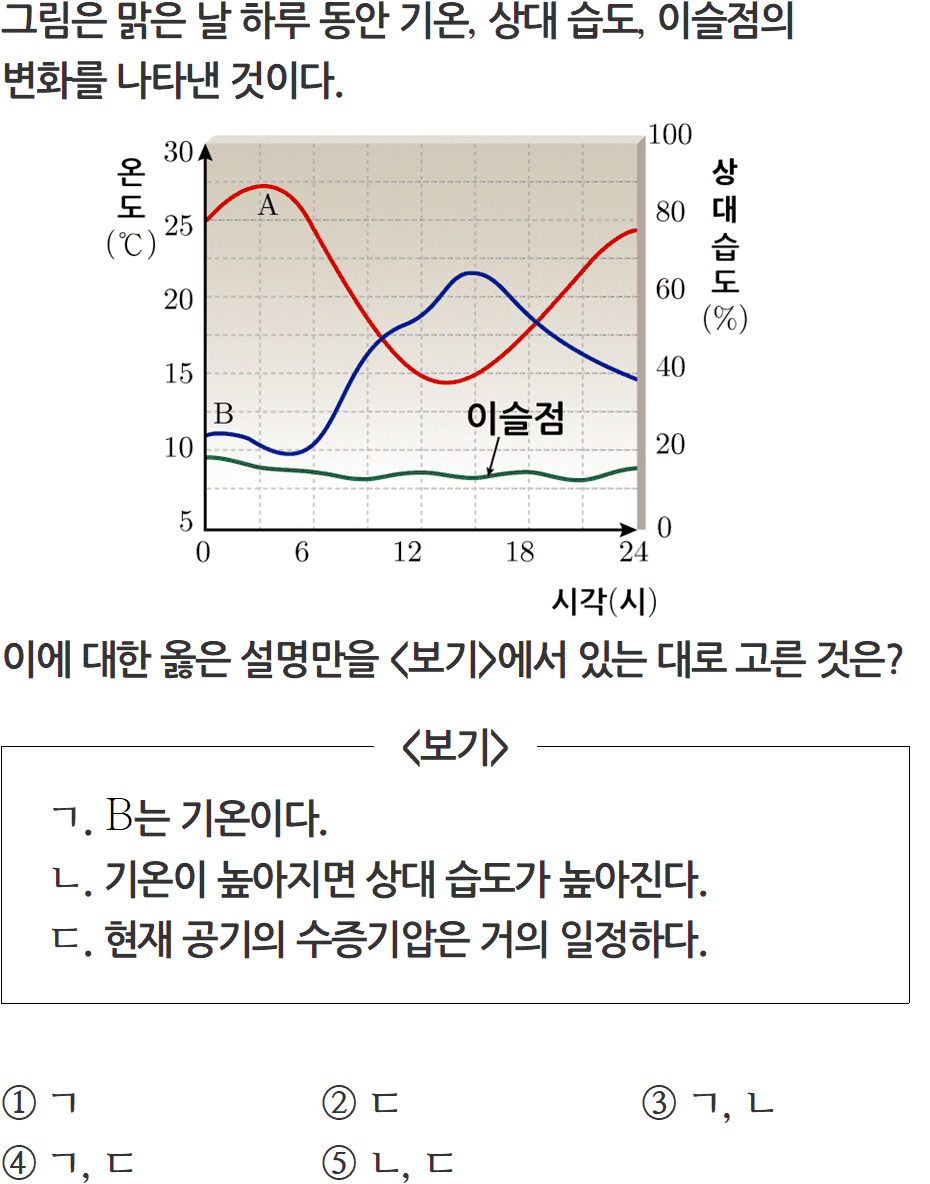 그림은 맑은 날 하루 동안 기온, 상대 습도, 이슬점의
변화를 나타낸 것이다.
온도(℃)
30
25
20
15
10
5
A
B
이슬점
100
80
60
40
20
0
상대습도(%)
0 6 12 18 24
시각(시)
이에 대한 옳은 설명만을 <보기>에서 있는 대로 고른 것은?
<보기>
ㄱ. B는 기온이다.
ㄴ. 기온이 높아지면 상대 습도가 높아진다.
ㄷ. 현재 공기의 수증기압은 거의 일정하다.
① ㄱ ② ㄷ ③ ㄱ, ㄴ
④ ㄱ, ㄷ ⑤ ㄴ, ㄷ